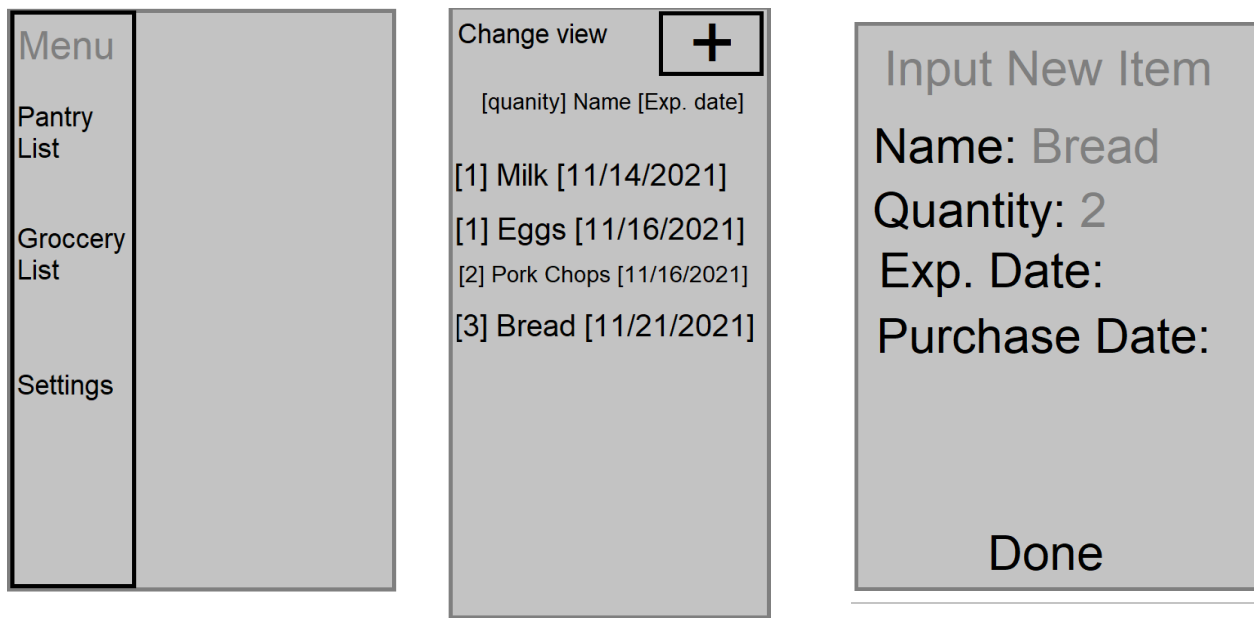 Menu
Pantry
List
Groccery
List
Settings
Change view
+
[quanity] Name [Exp. date]
[1] Milk [11/14/2021]
[1] Eggs [11/16/2021]
[2] Pork Chops [11/16/2021]
[3] Bread [11/21/2021]
Input New Item
Name: Bread
Quantity: 2
Exp. Date:
Purchase Date:
Done